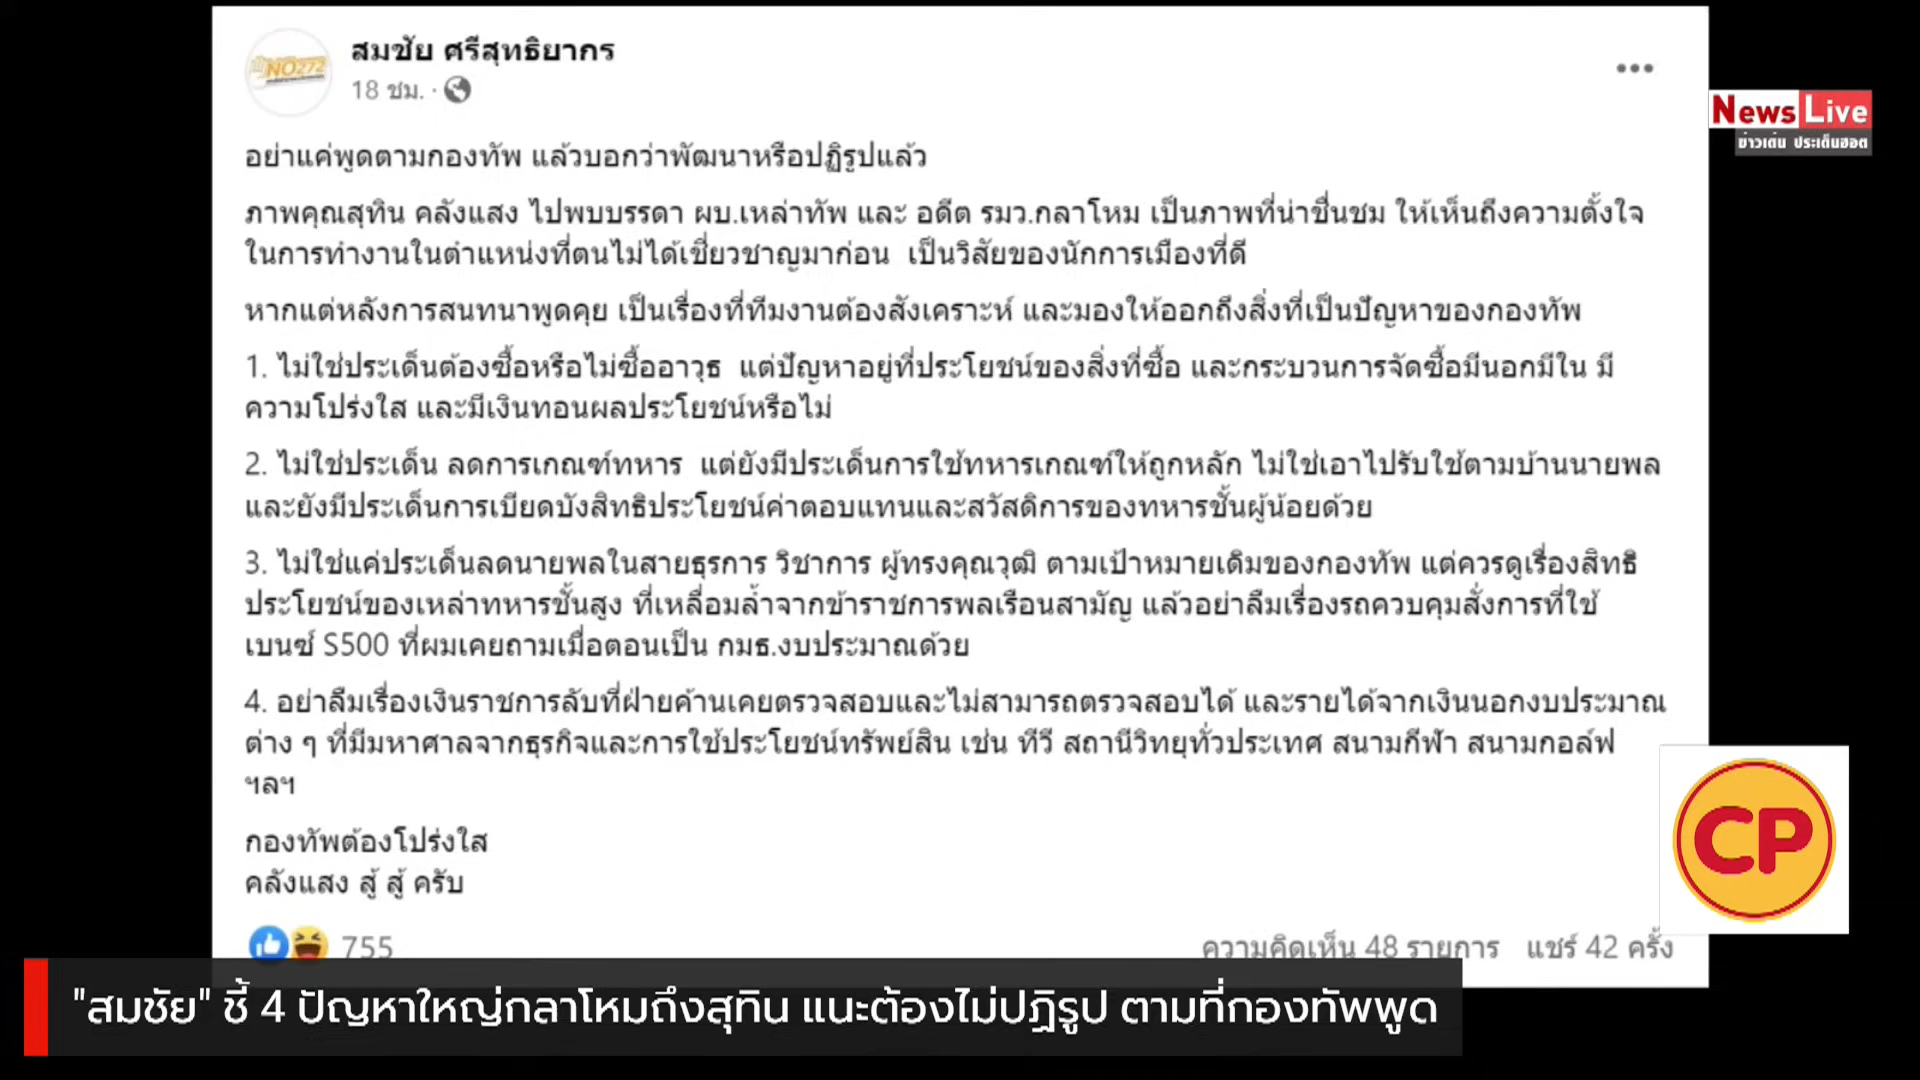 สมชัย ศรีสุทธิยากร
18 ชม. ·
NO272
อย่าแค่พูดตามกองทัพ แล้วบอกว่าพัฒนาหรือปฏิรูปแล้ว
ภาพคุณสุทิน คลังแสง ไปพบบรรดา ผบ.เหล่าทัพ และ อดีต รมว.กลาโหม เป็นภาพที่น่าชื่นชม ให้เห็นถึงความตั้งใจ
ในการทำงานในตำแหน่งที่ตนไม่ได้เชี่ยวชาญมาก่อน เป็นวิสัยของนักการเมืองที่ดี
หากแต่หลังการสนทนาพูดคุย เป็นเรื่องที่ทีมงานต้องสังเคราะห์ และมองให้ออกถึงสิ่งที่เป็นปัญหาของกองทัพ
1. ไม่ใช่ประเด็นต้องซื้อหรือไม่ซื้ออาวุธ แต่ปัญหาอยู่ที่ประโยชน์ของสิ่งที่ซื้อ และกระบวนการจัดซื้อมีนอกมีใน มี
ความโปร่งใส และมีเงินทอนผลประโยชน์หรือไม่
2. ไม่ใช่ประเด็น ลดการเกณฑ์ทหาร แต่ยังมีประเด็นการใช้ทหารเกณฑ์ให้ถูกหลัก ไม่ใช่เอาไปรับใช้ตามบ้านนายพล
และยังมีประเด็นการเบียดบังสิทธิประโยชน์ค่าตอบแทนและสวัสดิการของทหารชั้นผู้น้อยด้วย
3. ไม่ใช่แค่ประเด็นลดนายพลในสายธุรการ วิชาการ ผู้ทรงคุณวุฒิ ตามเป้าหมายเดิมของกองทัพ แต่ควรดูเรื่องสิทธิ
ประโยชน์ของเหล่าทหารชั้นสูง ที่เหลื่อมล้ำจากข้าราชการพลเรือนสามัญ แล้วอย่าลืมเรื่องรถควบคุมสั่งการที่ใช้
เบนซ์ S500 ที่ผมเคยถามเมื่อตอนเป็น กมธ.งบประมาณด้วย
4. อย่าลืมเรื่องเงินราชการลับที่ฝ่ายค้านเคยตรวจสอบและไม่สามารถตรวจสอบได้ และรายได้จากเงินนอกงบประมาณ
ต่าง ๆ ที่มีมหาศาลจากธุรกิจและการใช้ประโยชน์ทรัพย์สิน เช่น ทีวี สถานีวิทยุทั่วประเทศ สนามกีฬา สนามกอล์ฟ
ฯลฯ
กองทัพต้องโปร่งใส
คลังแสง สู้ สู้ ครับ
755
ความคิดเห็น 48 รายการ แชร์ 42 ครั้ง
News Live
ข่าวเด่น ประเด็นฮอต
CP
"สมชัย" ชี้ 4 ปัญหาใหญ่กลาโหมถึงสุทิน แนะต้องไม่ปฏิรูป ตามที่กองทัพพูด